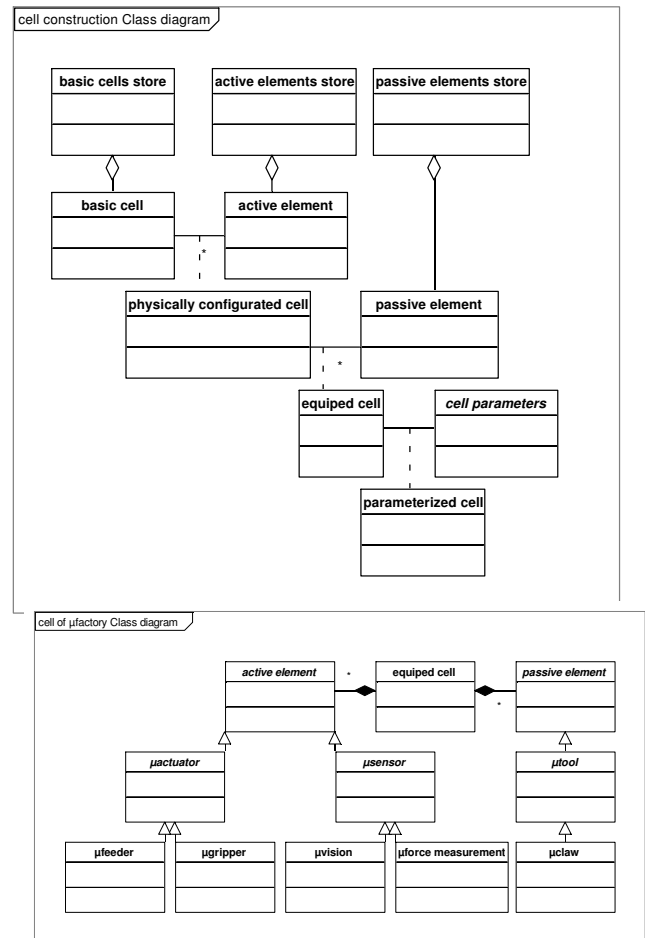 cell construction Class diagram
basic cells store
active elements store
passive elements store
basic cell
active element
*
physically configurated cell
passive element
*
equiped cell
cell parameters
parameterized cell
cell of µfactory Class diagram
active element
*
equiped cell
passive element
*
µactuator
µsensor
µtool
µfeeder
µgripper
µvision
µforce measurement
µclaw